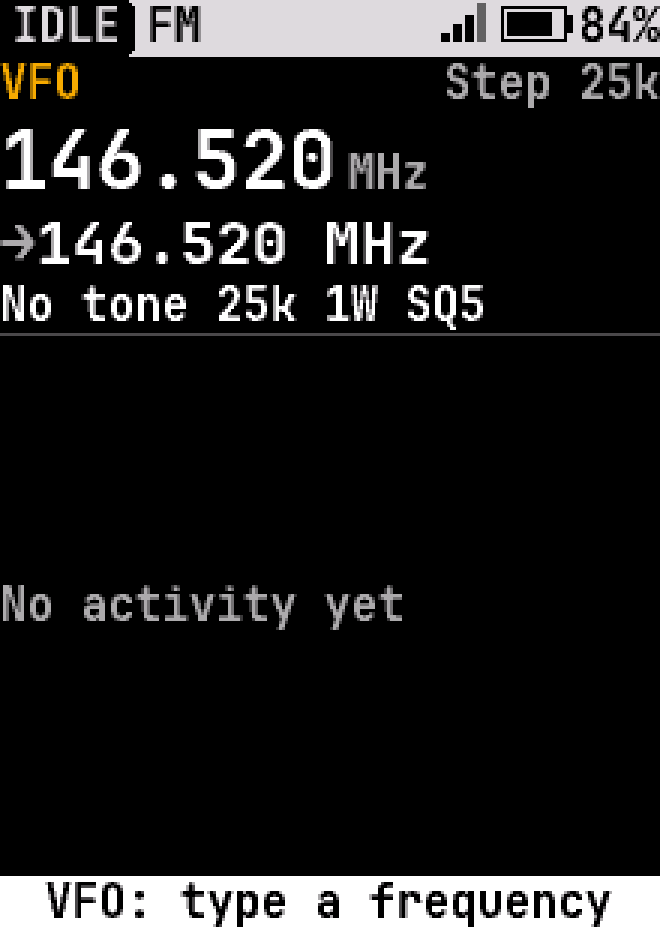 IDLE FM 84%
VFO Step 25k
146.520 MHz
→146.520 MHz
No tone 25k 1W SQ5
No activity yet
VFO: type a frequency